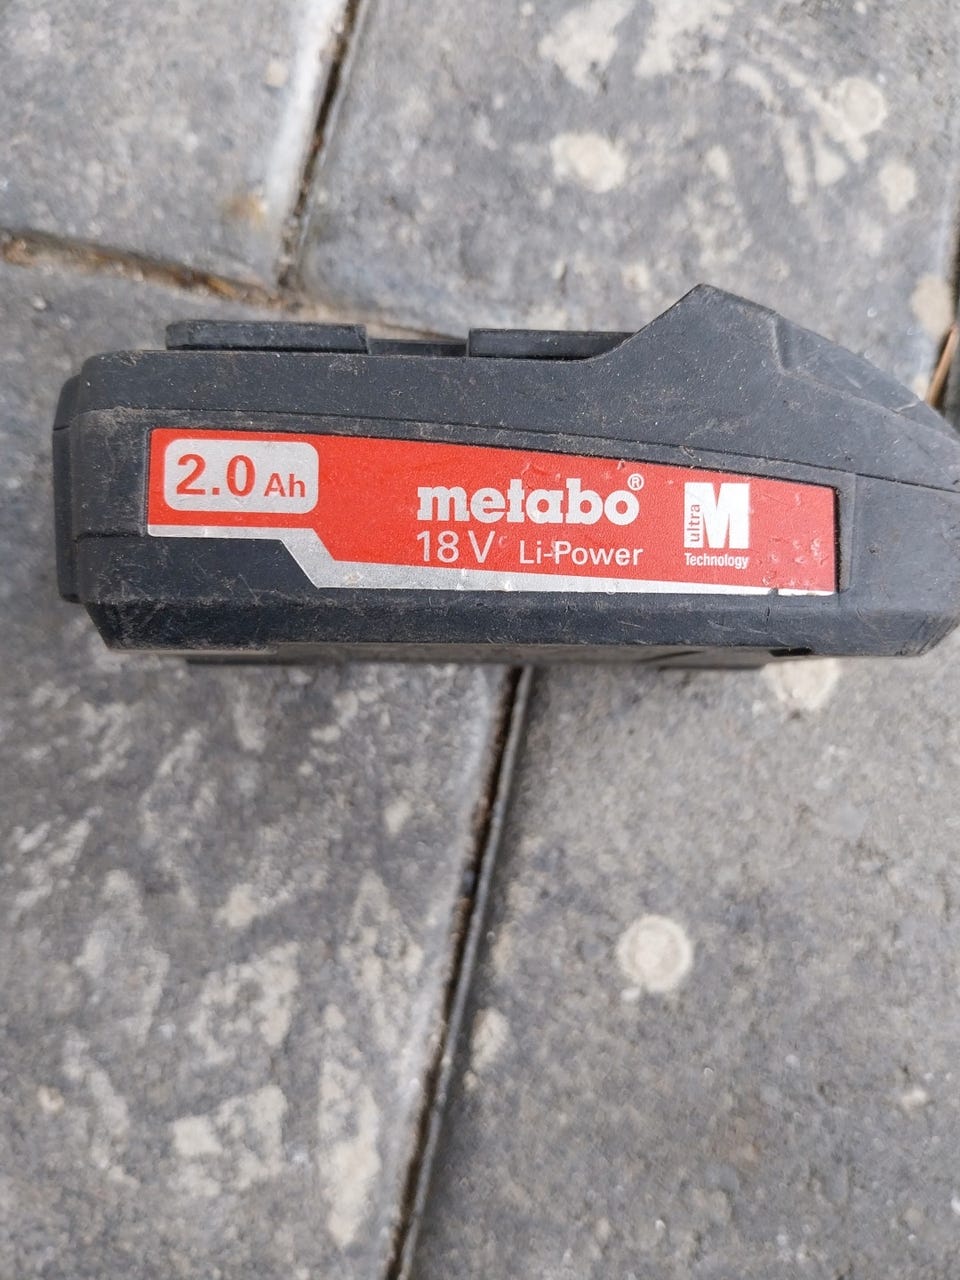 2.0 Ah
metabo®
18 V Li-Power
ultra M
Technology